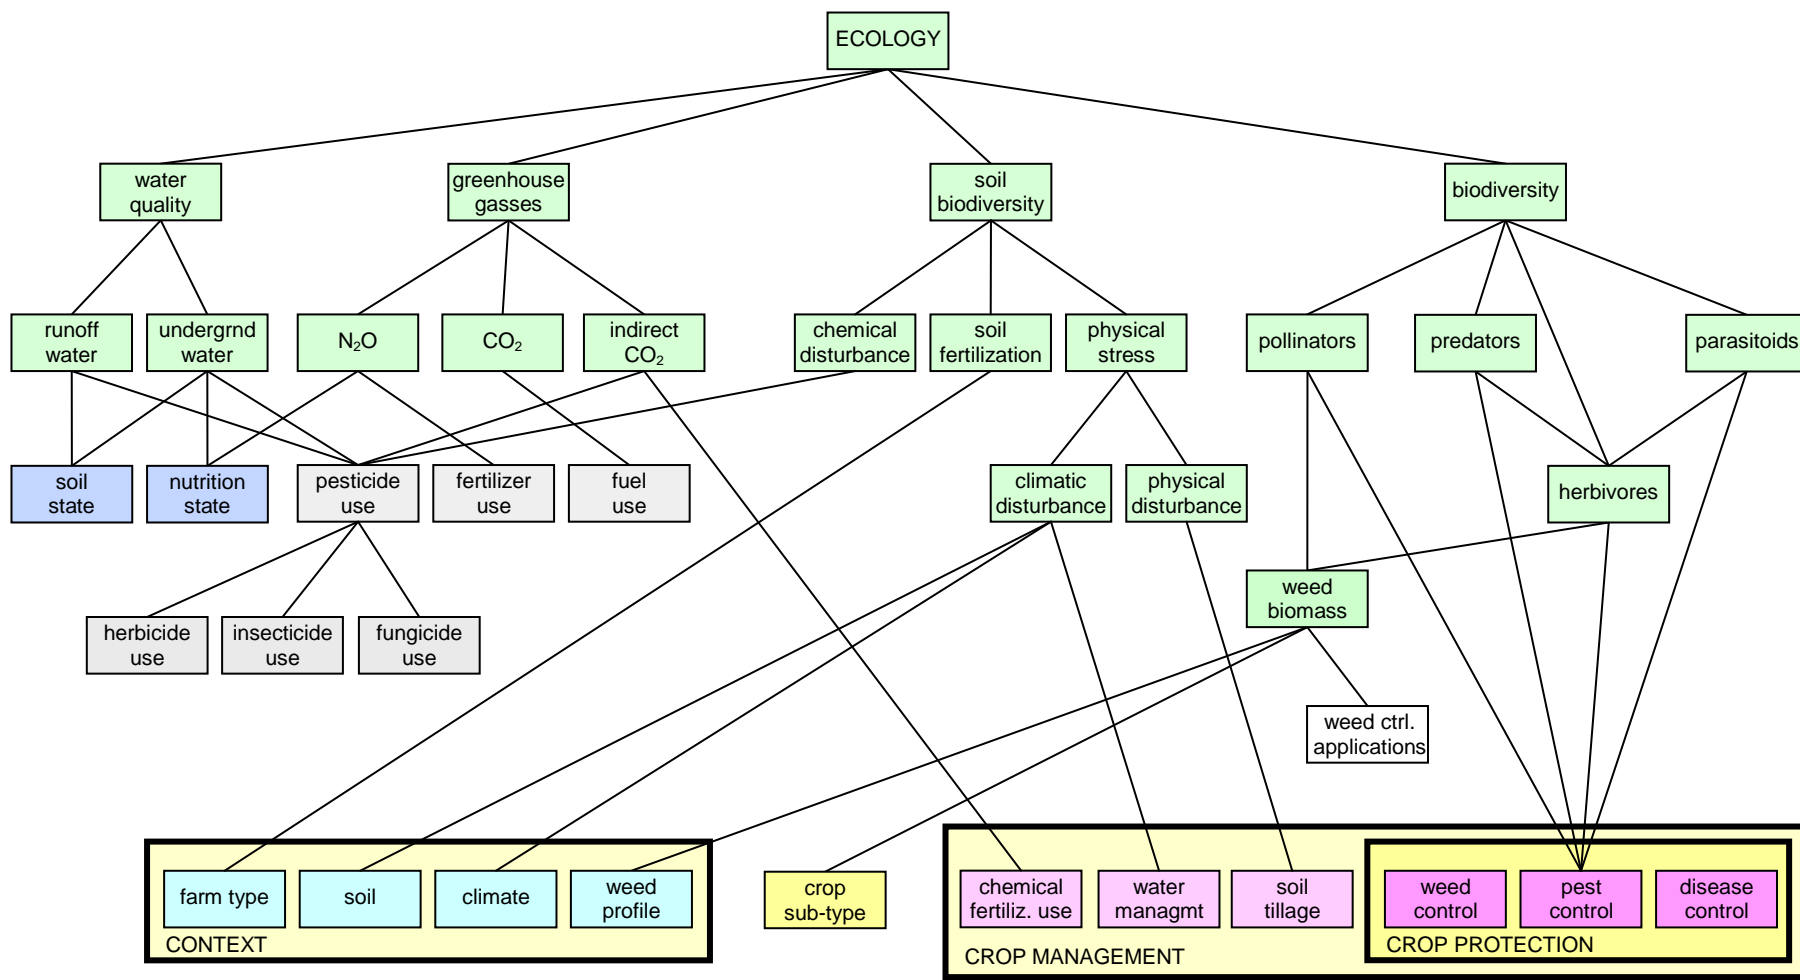 ECOLOGY
water
quality
greenhouse
gasses
soil
biodiversity
biodiversity
runoff
water
undergrnd
water
N₂O
CO₂
indirect
CO₂
chemical
disturbance
soil
fertilization
physical
stress
pollinators
predators
parasitoids
soil
state
nutrition
state
pesticide
use
fertilizer
use
fuel
use
climatic
disturbance
physical
disturbance
herbivores
weed
biomass
herbicide
use
insecticide
use
fungicide
use
weed ctrl.
applications
farm type
soil
climate
weed
profile
CONTEXT
crop
sub-type
chemical
fertiliz. use
water
managmt
soil
tillage
weed
control
pest
control
disease
control
CROP PROTECTION
CROP MANAGEMENT